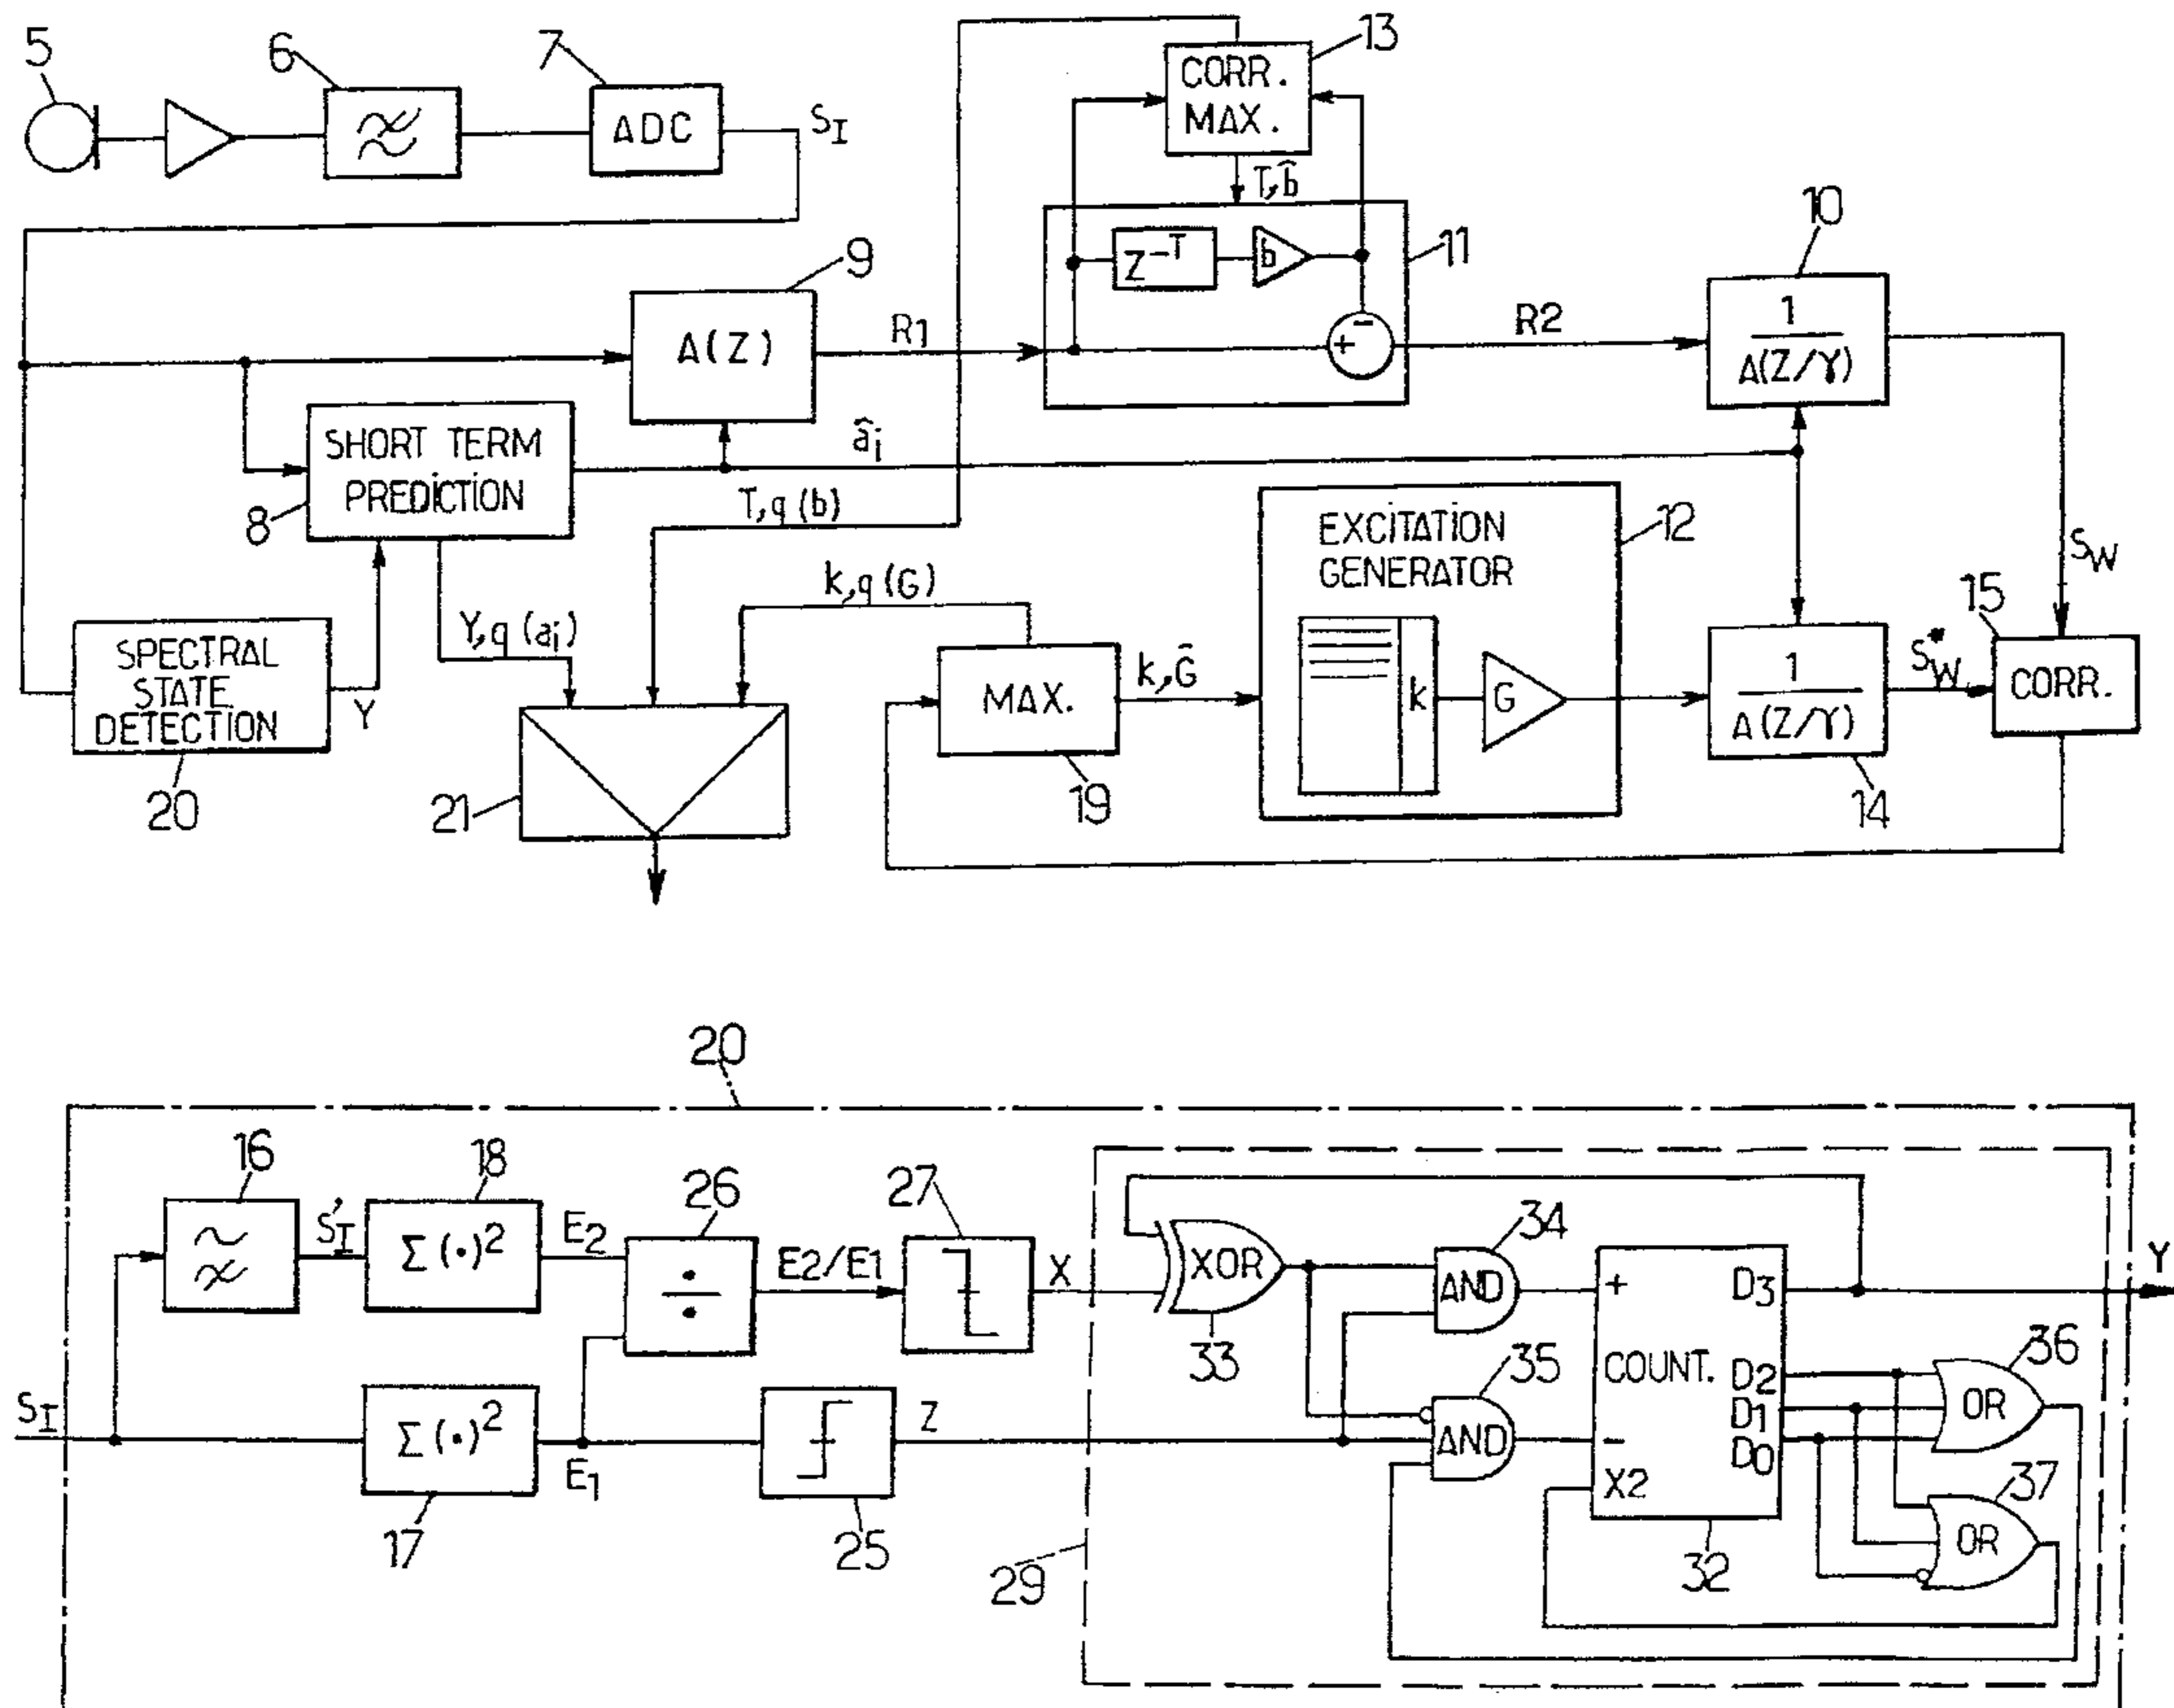 5
6
7
ADC
S_I
13
CORR.
MAX.
T, b̂
10
11
Z^-T
b
9
A(Z)
R1
+
-
R2
1
A(Z/γ)
SHORT TERM
PREDiCTiON
8
â_i
T,q(b)
EXCiTATiON
GENERATOR
12
k
G
S_W
15
Y,q(a_i)
k,q(G)
SPECTRAL
STATE
DETECTION
Y
20
21
MAX.
k,Ĝ
19
1
A(Z/γ)
14
S*_W
CORR.
20
16
S'_I
18
Σ(•)²
E2
26
E2/E1
27
X
XOR
33
34
AND
+
D3
Y
S_I
Σ(•)²
17
E1
25
Z
35
AND
-
COUNT.
D2
D1
D0
X2
32
OR
36
OR
37
29